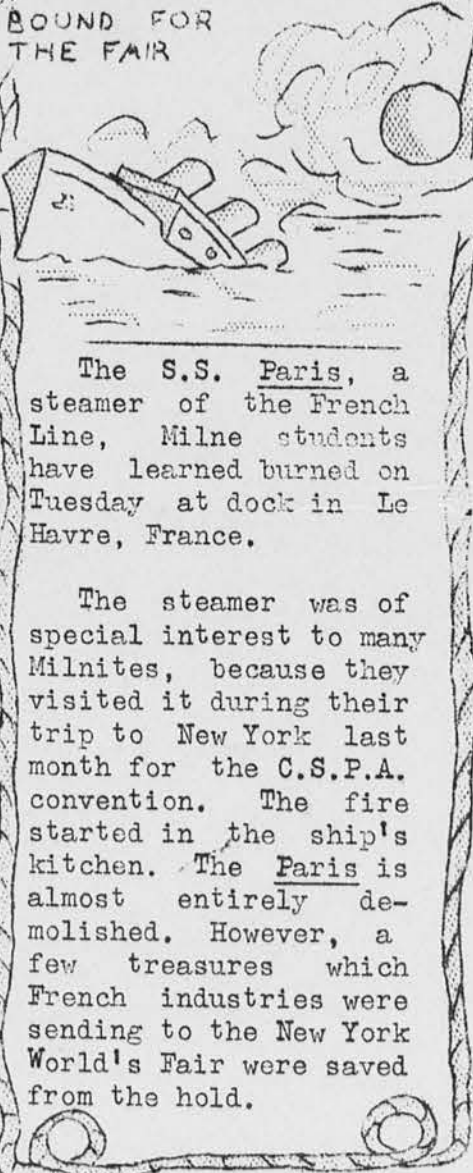 BOUND FOR
THE FAIR
The S.S. Paris, a
steamer of the French
Line, Milne students
have learned burned on
Tuesday at dock in Le
Havre, France.
The steamer was of
special interest to many
Milnites, because they
visited it during their
trip to New York last
month for the C.S.P.A.
convention. The fire
started in the ship's
kitchen. The Paris is
almost entirely de-
molished. However, a
few treasures which
French industries were
sending to the New York
World's Fair were saved
from the hold.